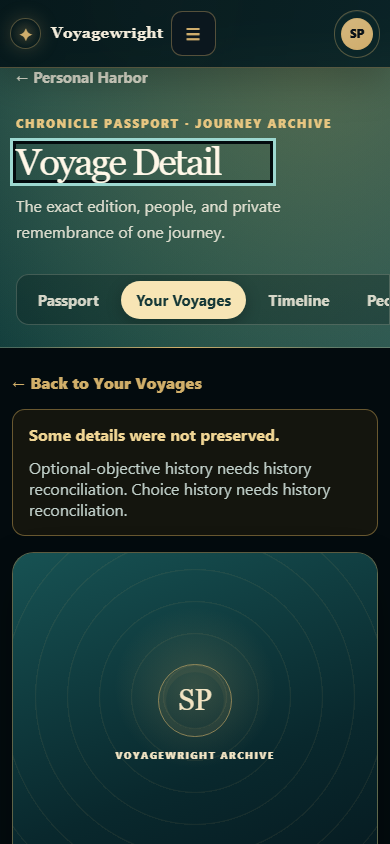 Voyagewright
SP
← Personal Harbor
CHRONICLE PASSPORT · JOURNEY ARCHIVE
Voyage Detail
The exact edition, people, and private
remembrance of one journey.
Passport Your Voyages Timeline Peo
← Back to Your Voyages
Some details were not preserved.
Optional-objective history needs history
reconciliation. Choice history needs history
reconciliation.
SP
VOYAGEWRIGHT ARCHIVE